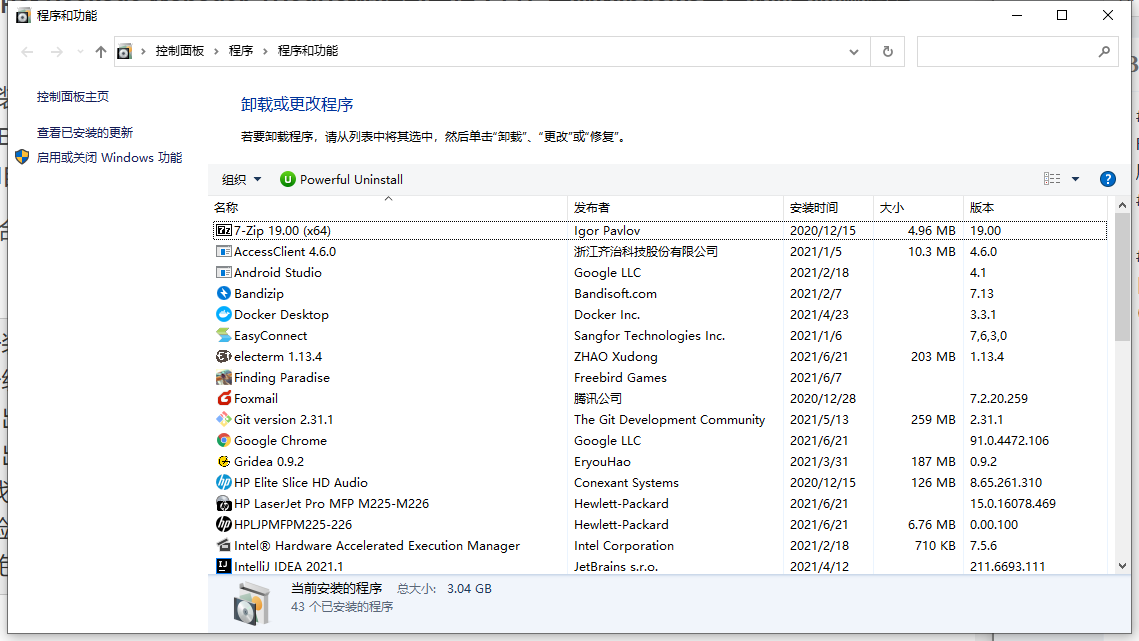 程序和功能
控制面板 › 程序 › 程序和功能
控制面板主页
查看已安装的更新
启用或关闭 Windows 功能
卸载或更改程序
若要卸载程序，请从列表中将其选中，然后单击“卸载”、“更改”或“修复”。
组织 Powerful Uninstall
名称 发布者 安装时间 大小 版本
7-Zip 19.00 (x64) Igor Pavlov 2020/12/15 4.96 MB 19.00
AccessClient 4.6.0 浙江齐治科技股份有限公司 2021/1/5 10.3 MB 4.6.0
Android Studio Google LLC 2021/2/18 4.1
Bandizip Bandisoft.com 2021/2/7 7.13
Docker Desktop Docker Inc. 2021/4/23 3.3.1
EasyConnect Sangfor Technologies Inc. 2021/1/6 7,6,3,0
electerm 1.13.4 ZHAO Xudong 2021/6/21 203 MB 1.13.4
Finding Paradise Freebird Games 2021/6/7
Foxmail 腾讯公司 2020/12/28 7.2.20.259
Git version 2.31.1 The Git Development Community 2021/5/13 259 MB 2.31.1
Google Chrome Google LLC 2021/6/21 91.0.4472.106
Gridea 0.9.2 EryouHao 2021/3/31 187 MB 0.9.2
HP Elite Slice HD Audio Conexant Systems 2020/12/15 126 MB 8.65.261.310
HP LaserJet Pro MFP M225-M226 Hewlett-Packard 2021/6/21 15.0.16078.469
HPLJPMFPM225-226 Hewlett-Packard 2021/6/21 6.76 MB 0.00.100
Intel® Hardware Accelerated Execution Manager Intel Corporation 2021/2/18 710 KB 7.5.6
IntelliJ IDEA 2021.1 JetBrains s.r.o. 2021/4/12 211.6693.111
当前安装的程序 总大小: 3.04 GB
43 个已安装的程序